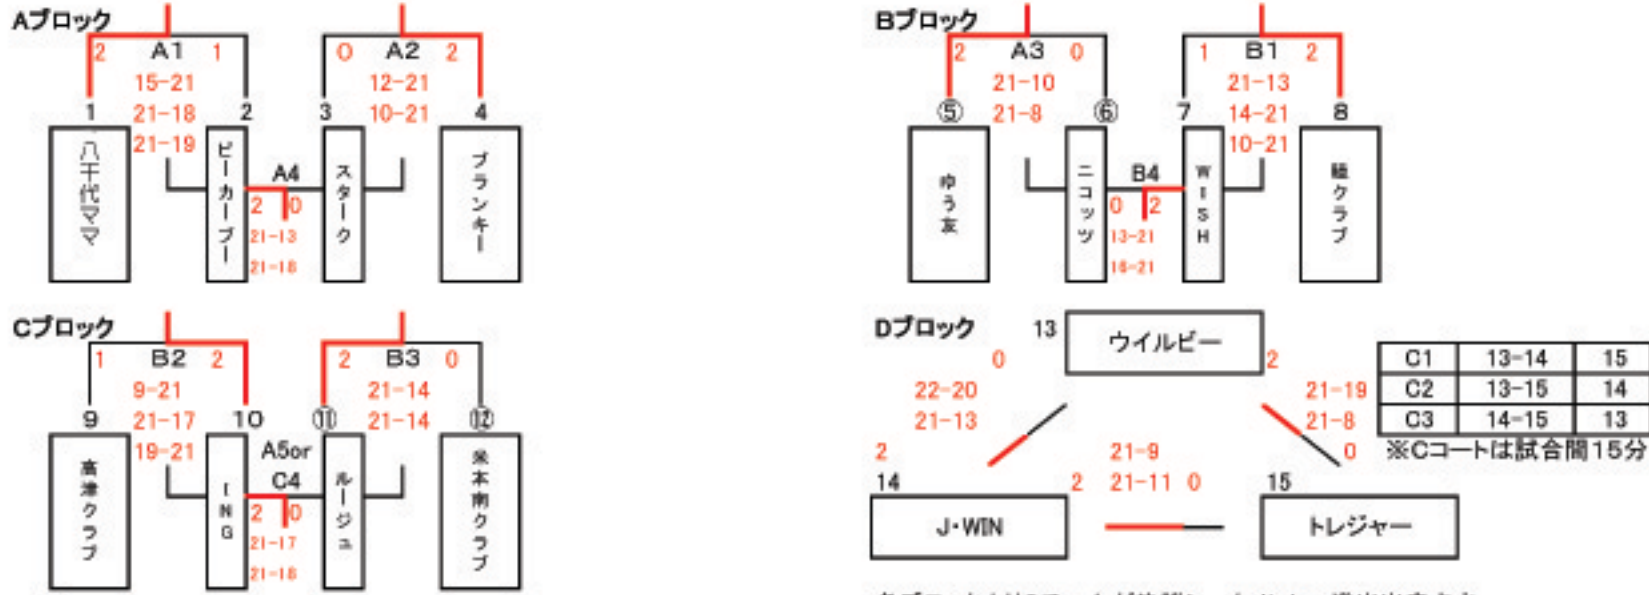 Aブロック
2 A1 1
15-21
21-18
21-19
0 A2 2
12-21
10-21
1 2 3 4
八千代ママ
ピーカーブー
スターク
ブランキー
A4
2 0
21-13
21-18
Bブロック
2 A3 0
21-10
21-8
1 B1 2
21-13
14-21
10-21
⑤ ⑥ 7 8
ゆう友
ニコッツ
WISH
クラブ
B4
0 2
13-21
16-21
Cブロック
1 B2 2
9-21
21-17
19-21
2 B3 0
21-14
21-14
9 10 ⑪ ⑫
高津クラブ
ING
ルージュ
米本南クラブ
A5or
C4
2 0
21-17
21-18
Dブロック
13 ウイルビー
0 2
22-20
21-13
21-19
21-8
2 0
21-9
2 21-11 0
14 15
J・WIN
トレジャー
C1 13-14 15
C2 13-15 14
C3 14-15 13
※Cコートは試合間15分